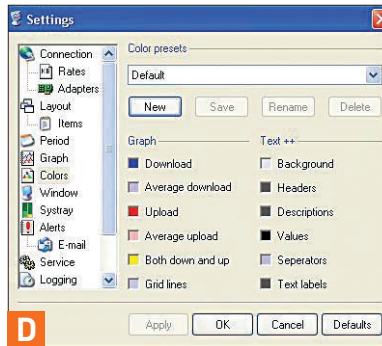 Settings
Connection
Rates
Adapters
Layout
Items
Period
Graph
Colors
Window
Systray
Alerts
E-mail
Service
Logging
Color presets
Default
New
Save
Rename
Delete
Graph
Download
Average download
Upload
Average upload
Both down and up
Grid lines
Text ++
Background
Headers
Descriptions
Values
Seperators
Text labels
Apply
OK
Cancel
Defaults
D